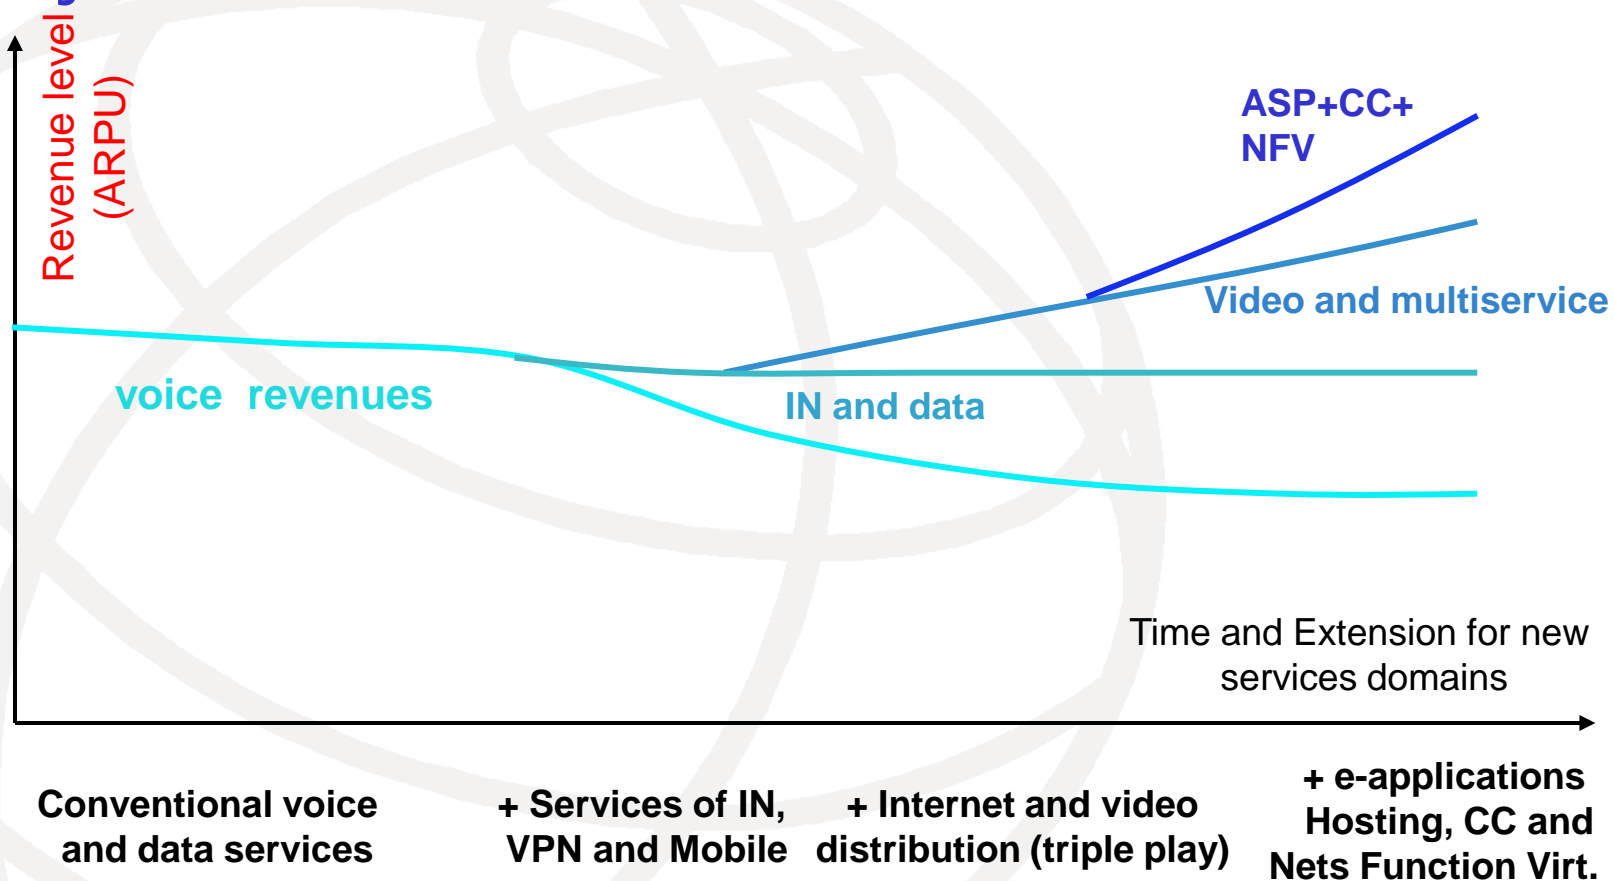 Revenue level
(ARPU)
ASP+CC+
NFV
Video and multiservice
voice revenues
IN and data
Time and Extension for new
services domains
Conventional voice
and data services
+ Services of IN,
VPN and Mobile
+ Internet and video
distribution (triple play)
+ e-applications
Hosting, CC and
Nets Function Virt.